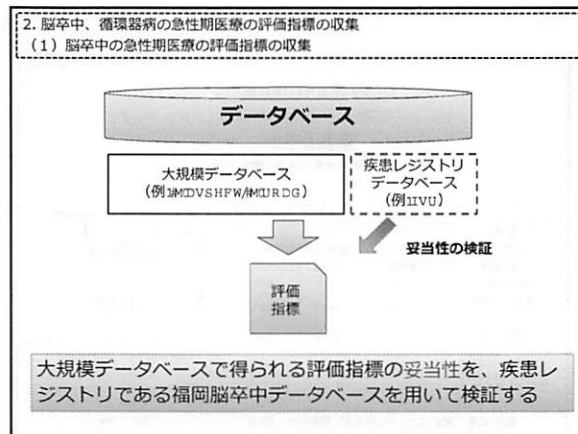 2. 脳卒中、循環器病の急性期医療の評価指標の収集
（1）脳卒中の急性期医療の評価指標の収集
データベース
大規模データベース
（例）
疾患レジストリ
データベース
（例）
妥当性の検証
評価
指標
大規模データベースで得られる評価指標の妥当性を、疾患レ
ジストリである福岡脳卒中データベースを用いて検証する